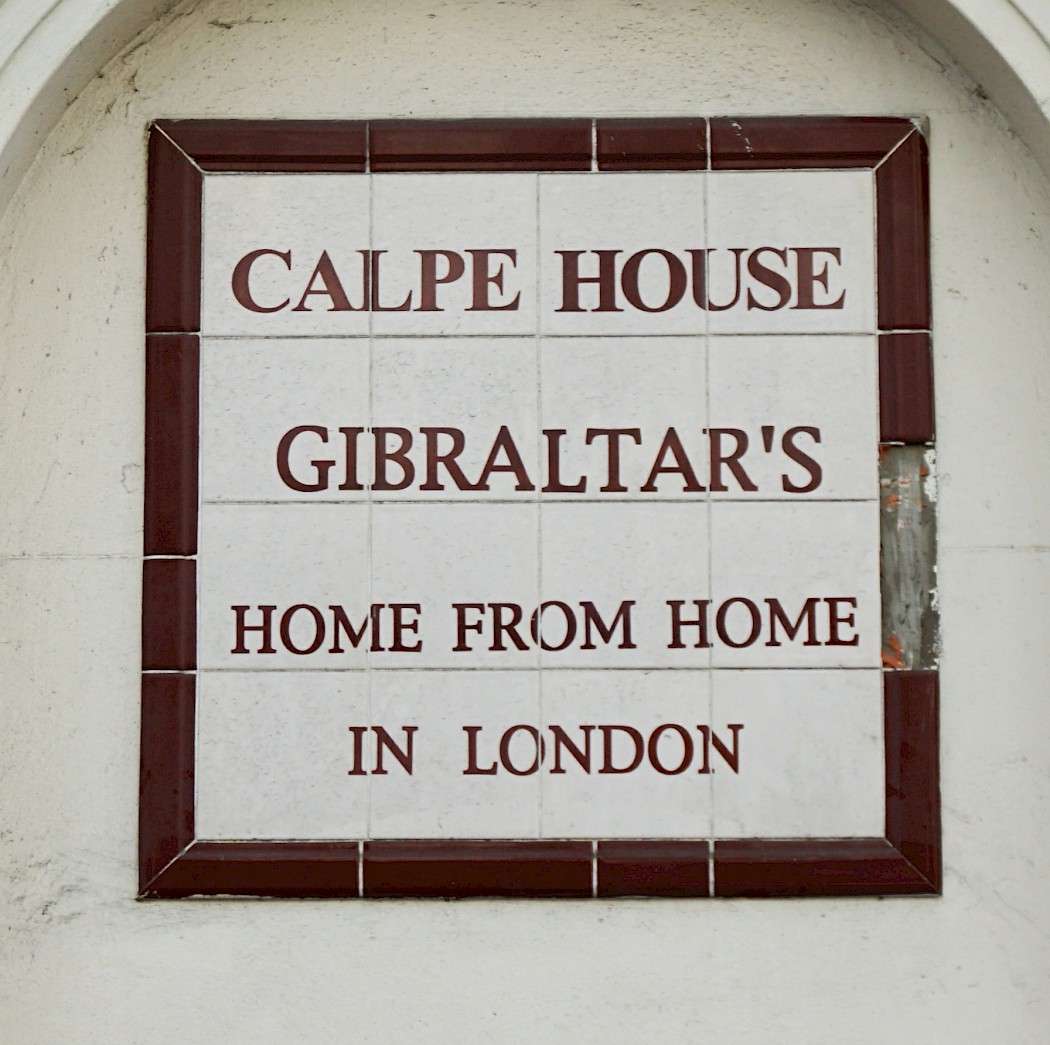 CALPE HOUSE
GIBRALTAR'S
HOME FROM HOME
IN LONDON